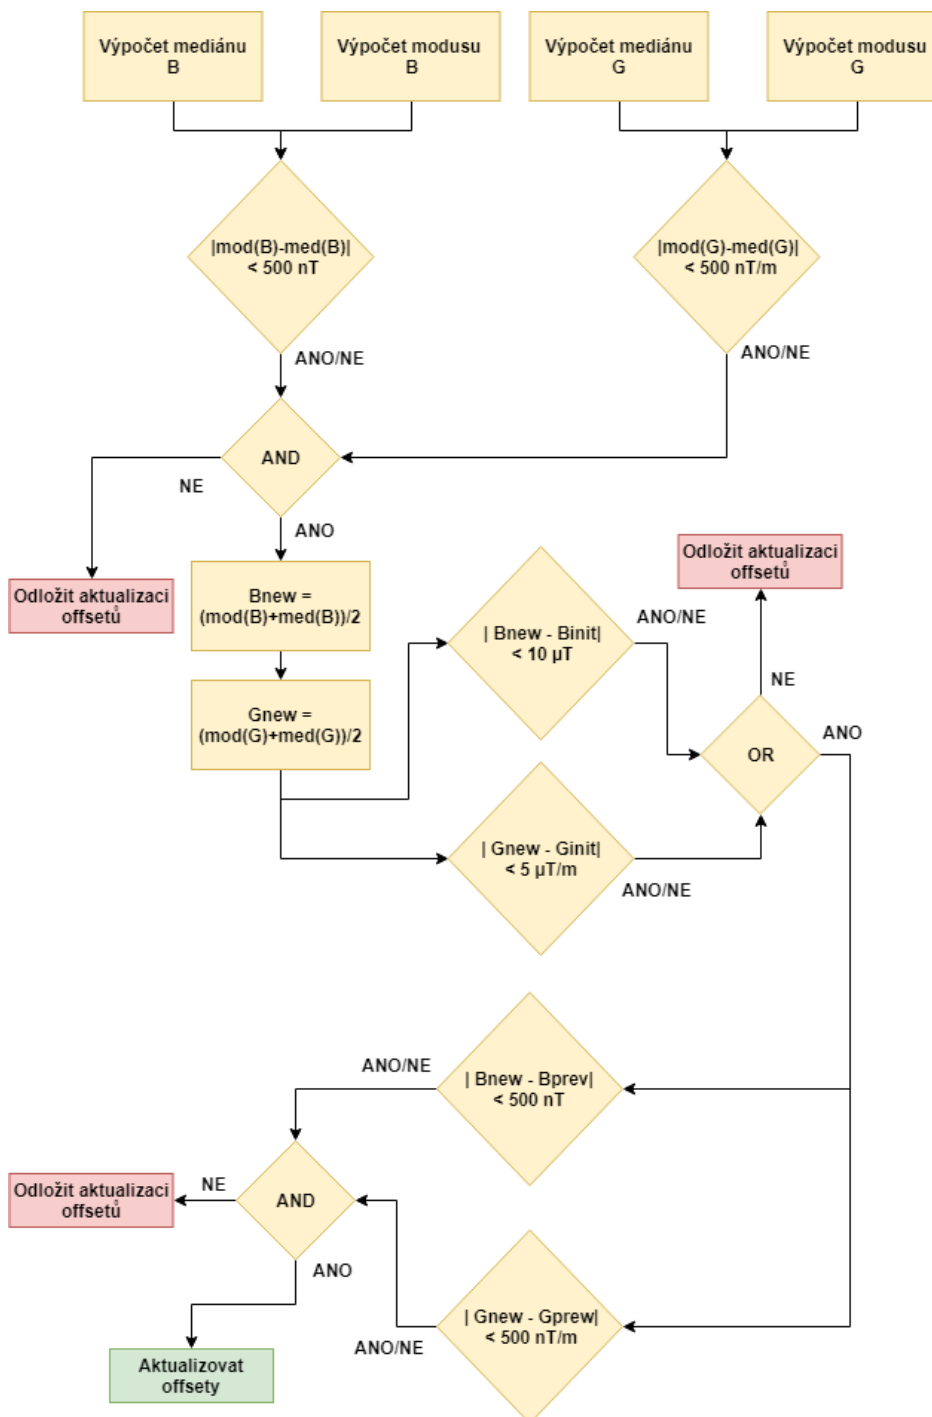 Výpočet mediánu
B
Výpočet modusu
B
Výpočet mediánu
G
Výpočet modusu
G
|mod(B)-med(B)|
< 500 nT
|mod(G)-med(G)|
< 500 nT/m
ANO/NE
ANO/NE
AND
NE
ANO
Odložit aktualizaci
offsetů
Bnew =
(mod(B)+med(B))/2
Gnew =
(mod(G)+med(G))/2
| Bnew - Binit|
< 10 µT
ANO/NE
Odložit aktualizaci
offsetů
NE
OR
ANO
| Gnew - Ginit|
< 5 µT/m
ANO/NE
| Bnew - Bprev|
< 500 nT
ANO/NE
AND
NE
Odložit aktualizaci
offsetů
ANO
| Gnew - Gprew|
< 500 nT/m
ANO/NE
Aktualizovat
offsety